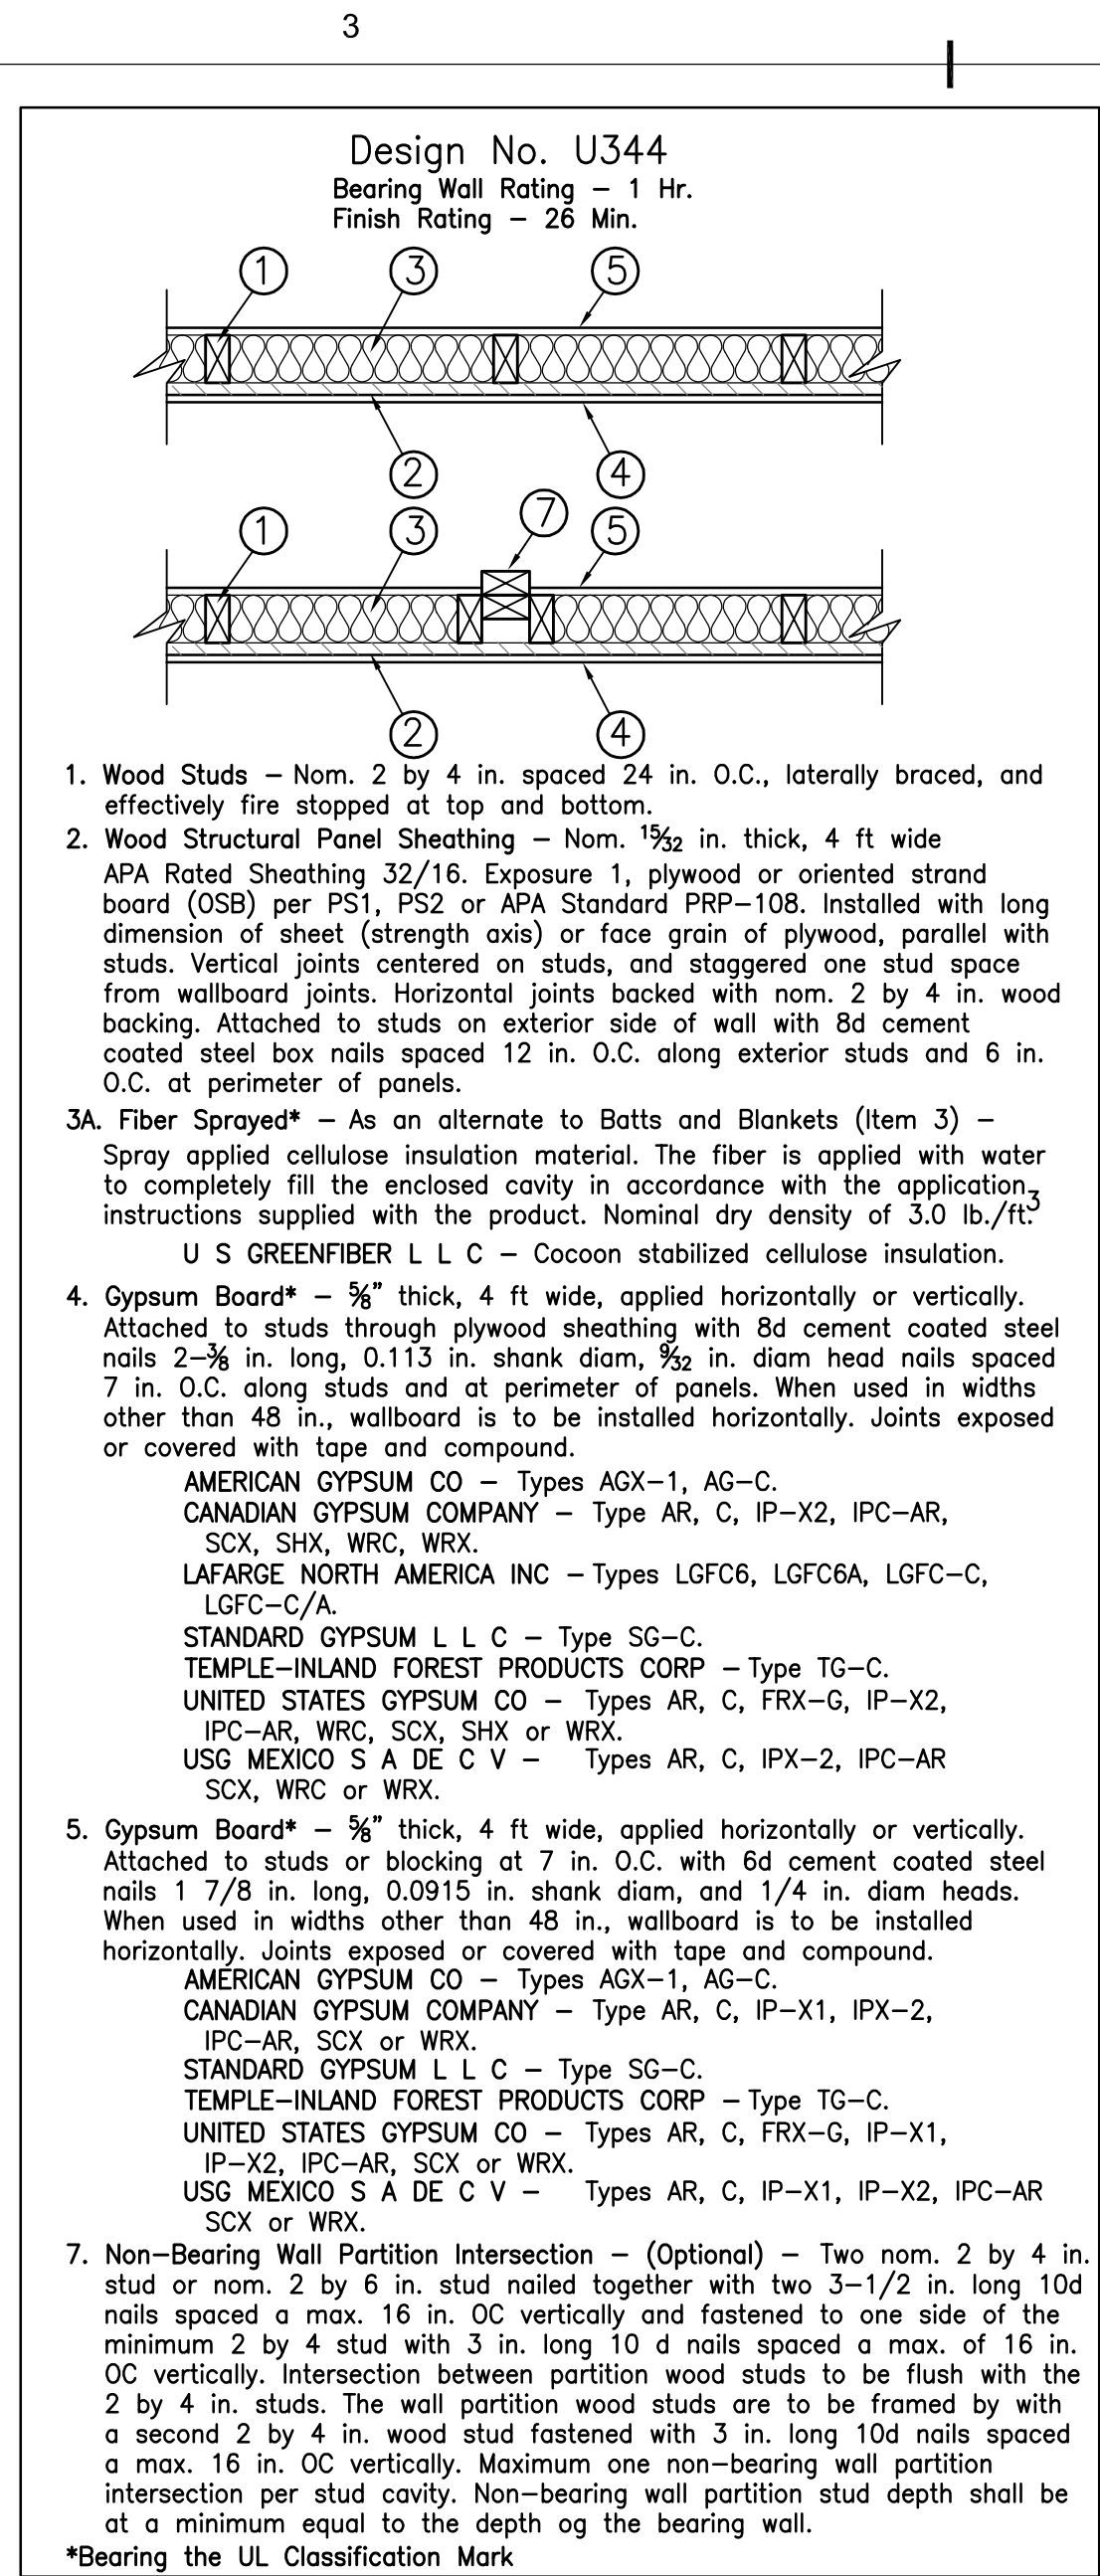 3
Design No. U344
Bearing Wall Rating – 1 Hr.
Finish Rating – 26 Min.
1 3 5
2 4
7
1 3 5
2 4
1. Wood Studs – Nom. 2 by 4 in. spaced 24 in. O.C., laterally braced, and
effectively fire stopped at top and bottom.
2. Wood Structural Panel Sheathing – Nom. 15/32 in. thick, 4 ft wide
APA Rated Sheathing 32/16. Exposure 1, plywood or oriented strand
board (OSB) per PS1, PS2 or APA Standard PRP–108. Installed with long
dimension of sheet (strength axis) or face grain of plywood, parallel with
studs. Vertical joints centered on studs, and staggered one stud space
from wallboard joints. Horizontal joints backed with nom. 2 by 4 in. wood
backing. Attached to studs on exterior side of wall with 8d cement
coated steel box nails spaced 12 in. O.C. along exterior studs and 6 in.
O.C. at perimeter of panels.
3A. Fiber Sprayed* – As an alternate to Batts and Blankets (Item 3) –
Spray applied cellulose insulation material. The fiber is applied with water
to completely fill the enclosed cavity in accordance with the application
instructions supplied with the product. Nominal dry density of 3.0 lb./ft.³
U S GREENFIBER L L C – Cocoon stabilized cellulose insulation.
4. Gypsum Board* – 5/8" thick, 4 ft wide, applied horizontally or vertically.
Attached to studs through plywood sheathing with 8d cement coated steel
nails 2–3/8 in. long, 0.113 in. shank diam, 9/32 in. diam head nails spaced
7 in. O.C. along studs and at perimeter of panels. When used in widths
other than 48 in., wallboard is to be installed horizontally. Joints exposed
or covered with tape and compound.
AMERICAN GYPSUM CO – Types AGX–1, AG–C.
CANADIAN GYPSUM COMPANY – Type AR, C, IP–X2, IPC–AR,
SCX, SHX, WRC, WRX.
LAFARGE NORTH AMERICA INC – Types LGFC6, LGFC6A, LGFC–C,
LGFC–C/A.
STANDARD GYPSUM L L C – Type SG–C.
TEMPLE–INLAND FOREST PRODUCTS CORP – Type TG–C.
UNITED STATES GYPSUM CO – Types AR, C, FRX–G, IP–X2,
IPC–AR, WRC, SCX, SHX or WRX.
USG MEXICO S A DE C V – Types AR, C, IPX–2, IPC–AR
SCX, WRC or WRX.
5. Gypsum Board* – 5/8" thick, 4 ft wide, applied horizontally or vertically.
Attached to studs or blocking at 7 in. O.C. with 6d cement coated steel
nails 1 7/8 in. long, 0.0915 in. shank diam, and 1/4 in. diam heads.
When used in widths other than 48 in., wallboard is to be installed
horizontally. Joints exposed or covered with tape and compound.
AMERICAN GYPSUM CO – Types AGX–1, AG–C.
CANADIAN GYPSUM COMPANY – Type AR, C, IP–X1, IPX–2,
IPC–AR, SCX or WRX.
STANDARD GYPSUM L L C – Type SG–C.
TEMPLE–INLAND FOREST PRODUCTS CORP – Type TG–C.
UNITED STATES GYPSUM CO – Types AR, C, FRX–G, IP–X1,
IP–X2, IPC–AR, SCX or WRX.
USG MEXICO S A DE C V – Types AR, C, IP–X1, IP–X2, IPC–AR
SCX or WRX.
7. Non–Bearing Wall Partition Intersection – (Optional) – Two nom. 2 by 4 in.
stud or nom. 2 by 6 in. stud nailed together with two 3–1/2 in. long 10d
nails spaced a max. 16 in. OC vertically and fastened to one side of the
minimum 2 by 4 stud with 3 in. long 10 d nails spaced a max. of 16 in.
OC vertically. Intersection between partition wood studs to be flush with the
2 by 4 in. studs. The wall partition wood studs are to be framed by with
a second 2 by 4 in. wood stud fastened with 3 in. long 10d nails spaced
a max. 16 in. OC vertically. Maximum one non–bearing wall partition
intersection per stud cavity. Non–bearing wall partition stud depth shall be
at a minimum equal to the depth og the bearing wall.
*Bearing the UL Classification Mark